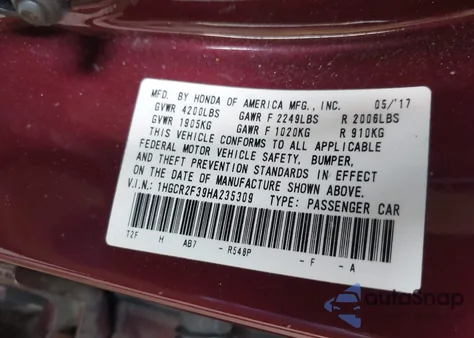 MFD. BY HONDA OF AMERICA MFG., INC. 05/'17
GVWR 4200LBS GAWR F 2249LBS R 2006LBS
GVWR 1905KG GAWR F 1020KG R 910KG
THIS VEHICLE CONFORMS TO ALL APPLICABLE
FEDERAL MOTOR VEHICLE SAFETY, BUMPER,
AND THEFT PREVENTION STANDARDS IN EFFECT
ON THE DATE OF MANUFACTURE SHOWN ABOVE.
V.I.N.: 1HGCR2F39HA235309 TYPE: PASSENGER CAR
T2F H AB7 - R548P - F - A
autoSnap